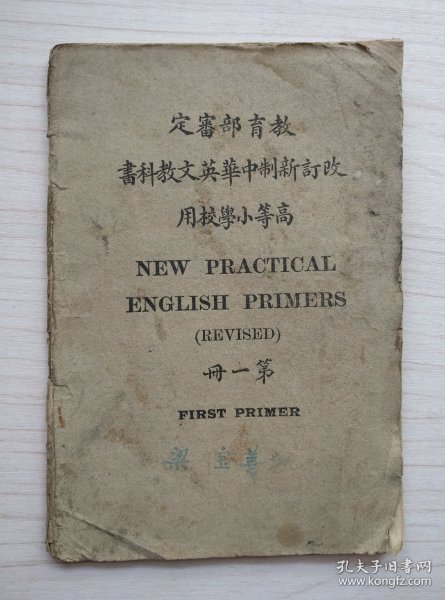 教育部審定
改訂新制中華英文教科書
高等小學校用
NEW PRACTICAL
ENGLISH PRIMERS
(REVISED)
第一冊
FIRST PRIMER
梁
孔夫子旧书网
www.kongfz.com